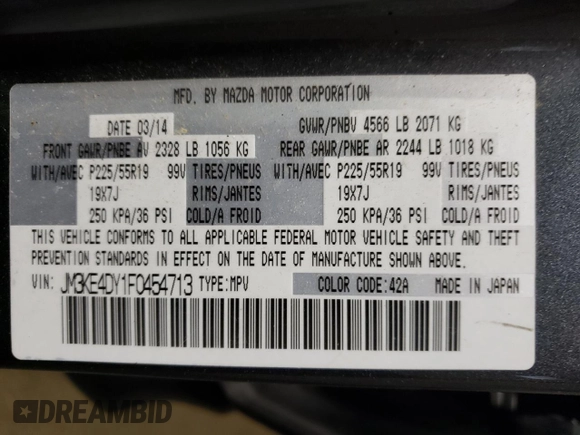 MFD. BY MAZDA MOTOR CORPORATION
DATE 03/14 GVWR/PNBV 4566 LB 2071 KG
FRONT GAWR/PNBE AV 2328 LB 1056 KG REAR GAWR/PNBE AR 2244 LB 1018 KG
WITH/AVEC P225/55R19 99V TIRES/PNEUS WITH/AVEC P225/55R19 99V TIRES/PNEUS
19X7J RIMS/JANTES 19X7J RIMS/JANTES
250 KPA/36 PSI COLD/A FROID 250 KPA/36 PSI COLD/A FROID
THIS VEHICLE CONFORMS TO ALL APPLICABLE FEDERAL MOTOR VEHICLE SAFETY AND THEFT
PREVENTION STANDARDS IN EFFECT ON THE DATE OF MANUFACTURE SHOWN ABOVE.
VIN: JM3KE4DY1F0454713 TYPE:MPV COLOR CODE:42A MADE IN JAPAN
DREAMBID